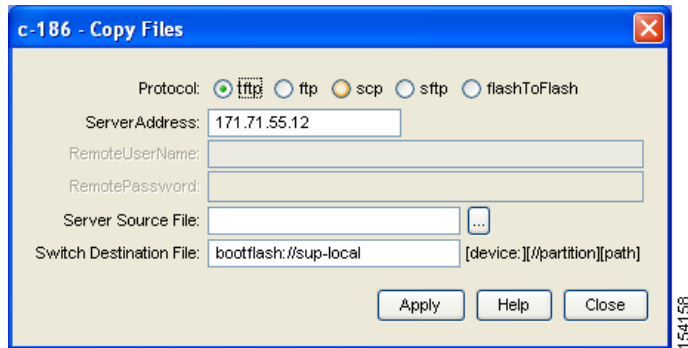 c-186 - Copy Files
Protocol: tftp ftp scp sftp flashToFlash
ServerAddress: 171.71.55.12
RemoteUserName:
RemotePassword:
Server Source File: ...
Switch Destination File: bootflash://sup-local [device:][//partition][path]
Apply Help Close
154158